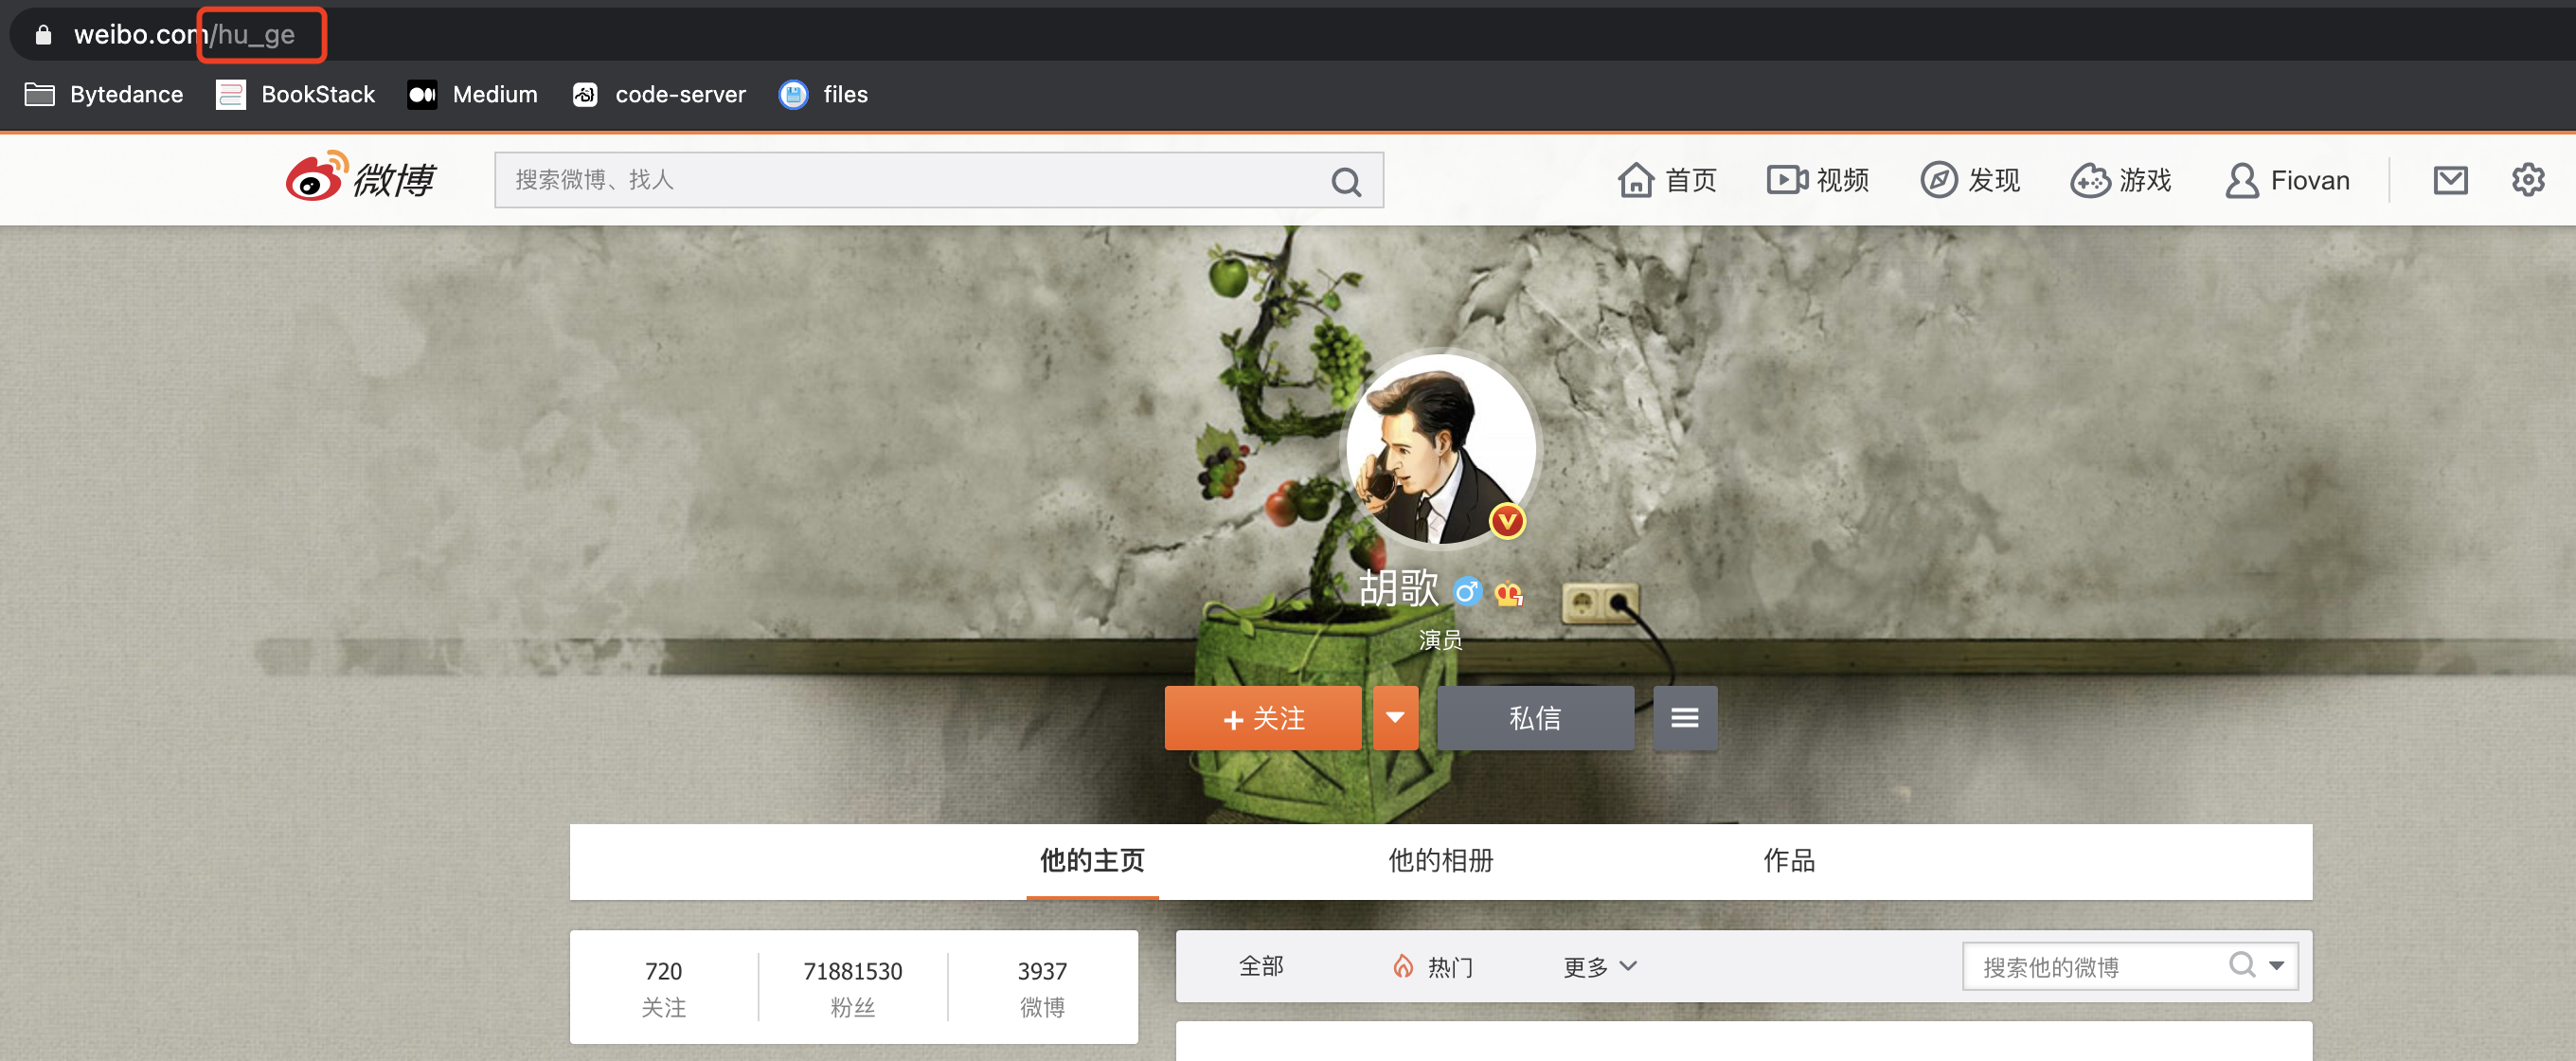 weibo.com/hu_ge
Bytedance BookStack Medium code-server files
微博 搜索微博、找人 首页 视频 发现 游戏 Fiovan
胡歌
演员
+ 关注 私信
他的主页 他的相册 作品
720 71881530 3937
关注 粉丝 微博
全部 热门 更多 搜索他的微博